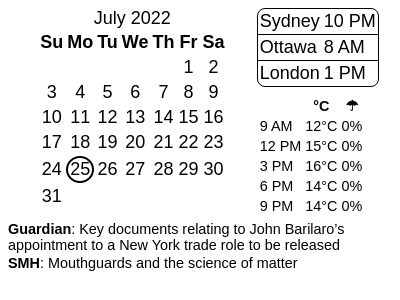 July 2022
Su Mo Tu We Th Fr Sa
1 2
3 4 5 6 7 8 9
10 11 12 13 14 15 16
17 18 19 20 21 22 23
24 25 26 27 28 29 30
31
Sydney 10 PM
Ottawa 8 AM
London 1 PM
°C ☂
9 AM 12°C 0%
12 PM 15°C 0%
3 PM 16°C 0%
6 PM 14°C 0%
9 PM 14°C 0%
Guardian: Key documents relating to John Barilaro’s
appointment to a New York trade role to be released
SMH: Mouthguards and the science of matter